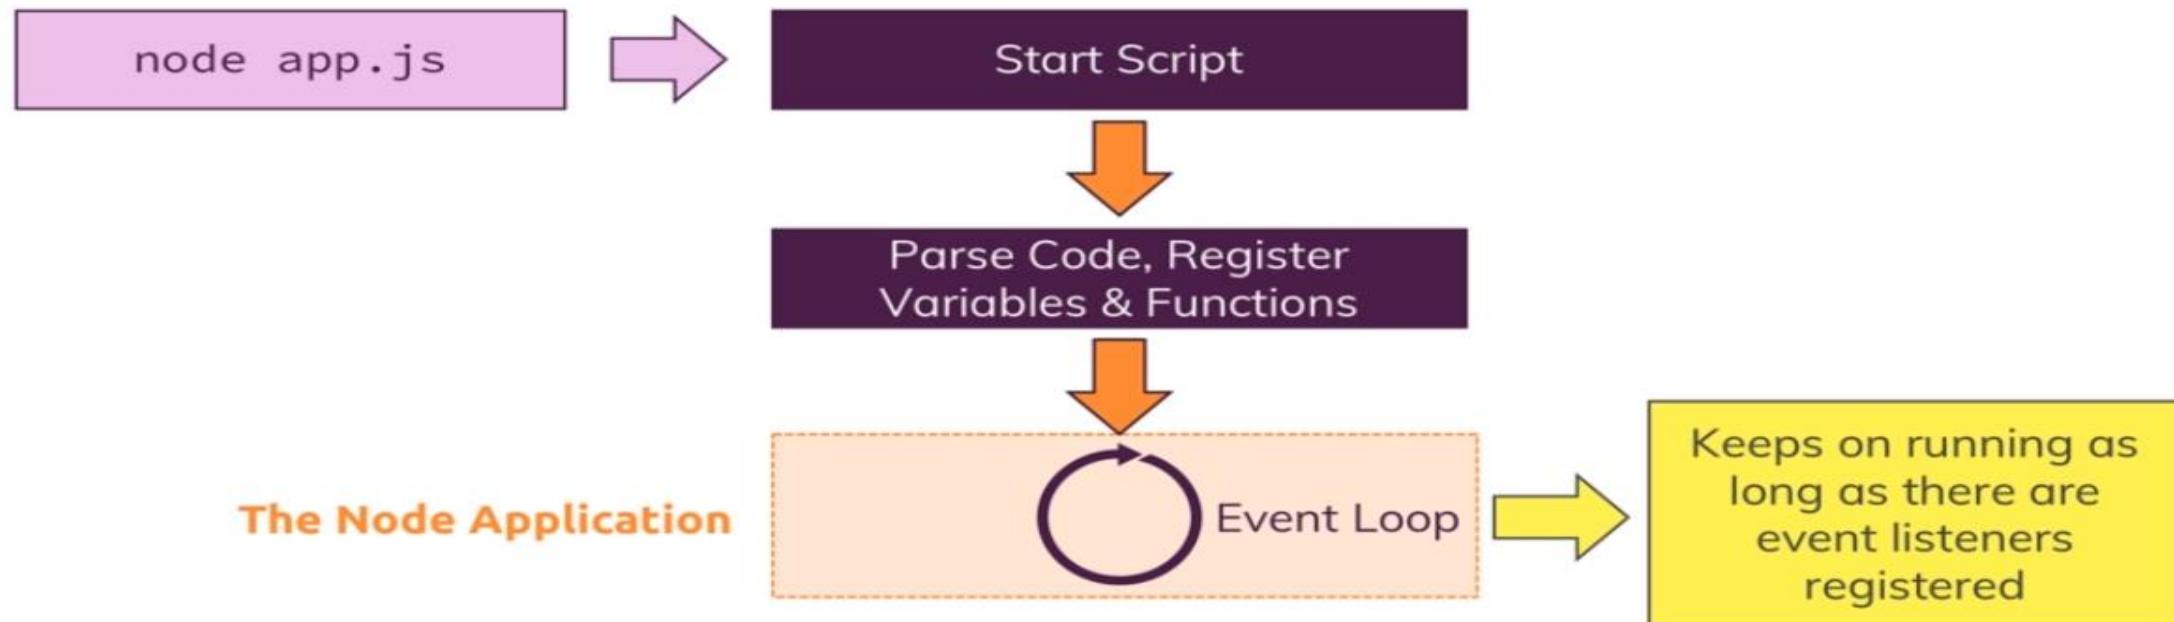 node app.js
Start Script
Parse Code, Register
Variables & Functions
The Node Application
Event Loop
Keeps on running as
long as there are
event listeners
registered